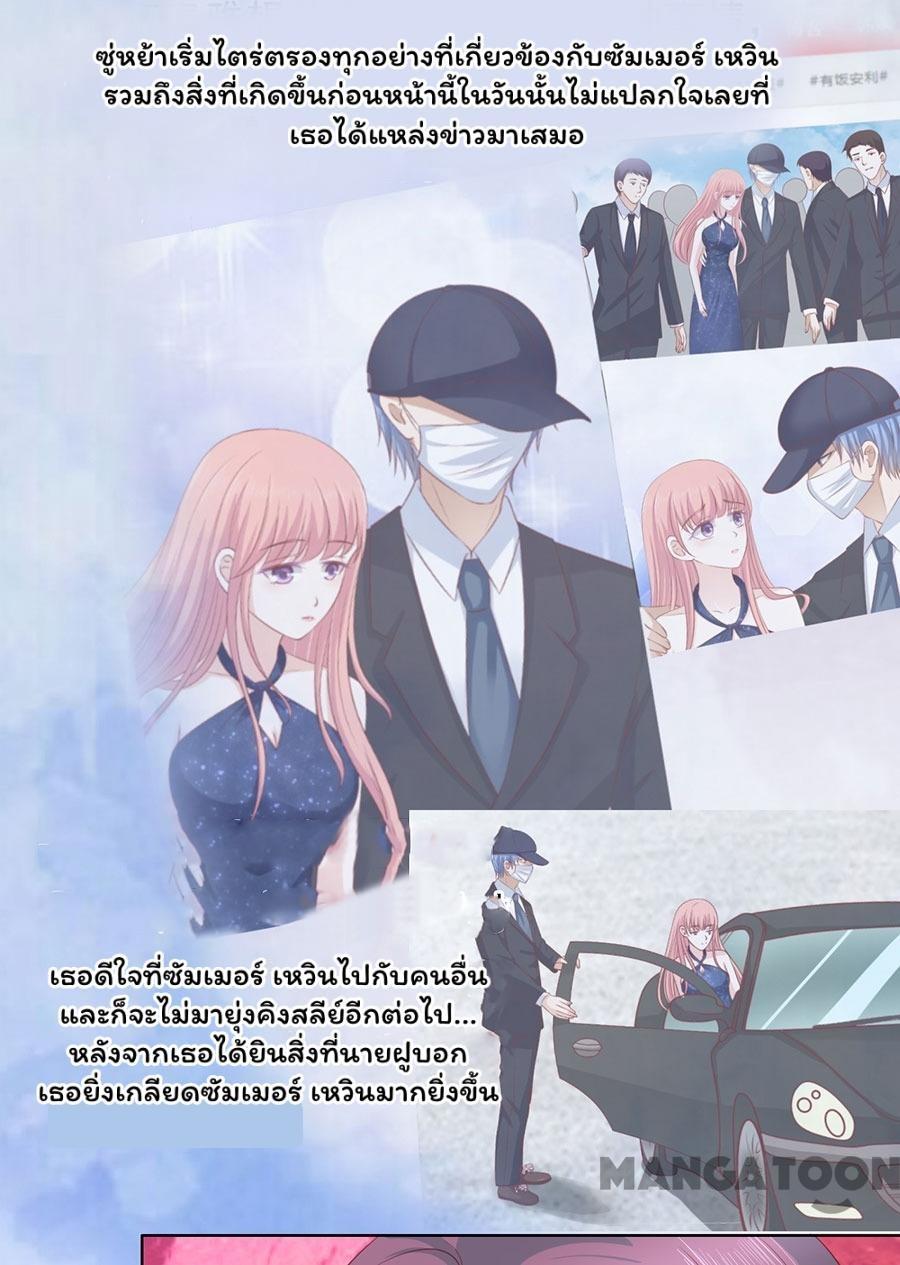 ซู่หย้าเริ่มไตร่ตรองทุกอย่างที่เกี่ยวข้องกับซัมเมอร์ เหวิน
รวมถึงสิ่งที่เกิดขึ้นก่อนหน้านี้ในวันนั้นไม่แปลกใจเลยที่
เธอได้แหล่งข่าวมาเสมอ
#有饭安利#
เธอดีใจที่ซัมเมอร์ เหวินไปกับคนอื่น
และก็จะไม่มายุ่งคิงสลีย์อีกต่อไป...
หลังจากเธอได้ยินสิ่งที่นายฝูบอก
เธอยิ่งเกลียดซัมเมอร์ เหวินมากยิ่งขึ้น
MANGATOON